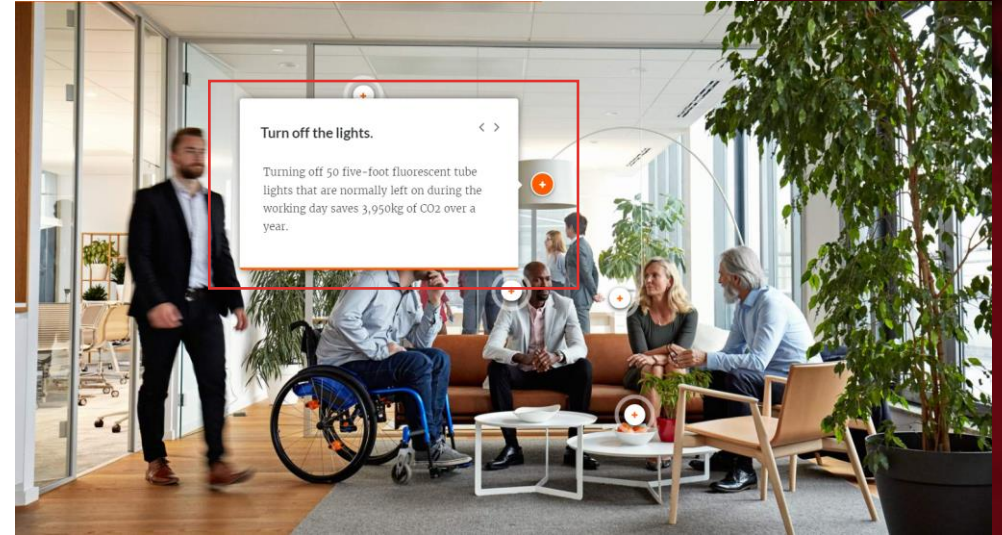 Turn off the lights.
Turning off 50 five-foot fluorescent tube
lights that are normally left on during the
working day saves 3,950kg of CO2 over a
year.